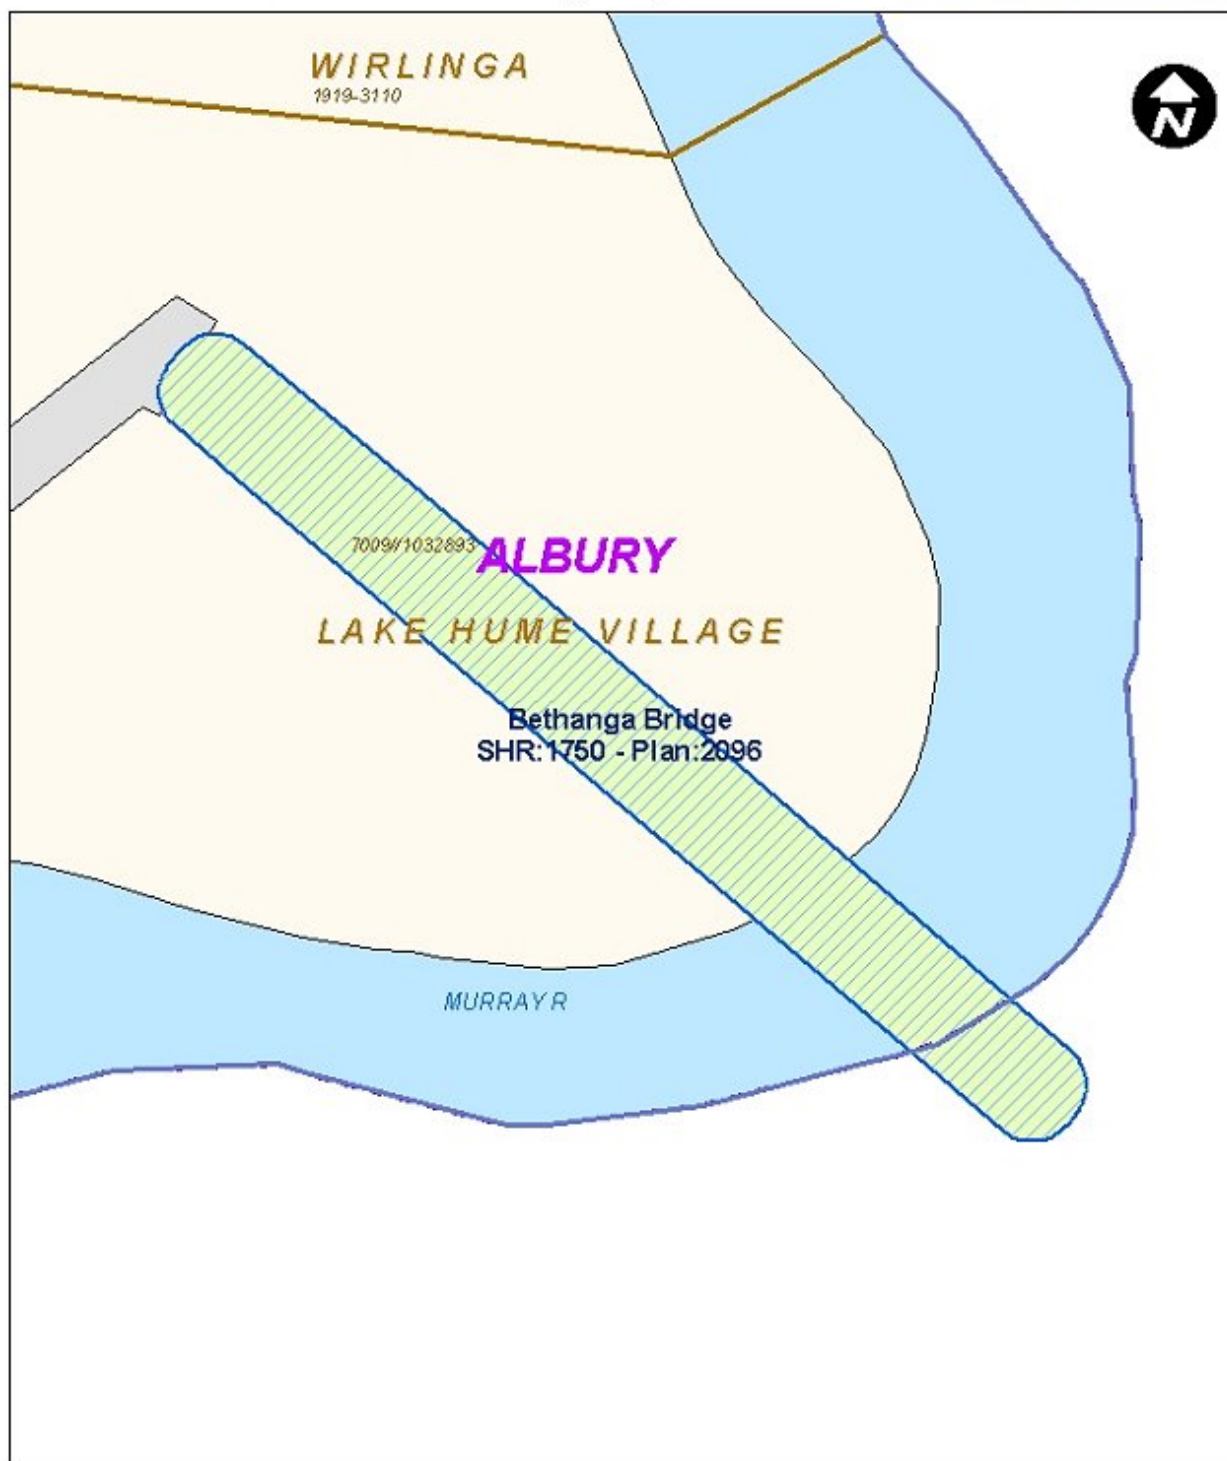 WIRLINGA
1919-3110
N
7009//1032893
ALBURY
LAKE HUME VILLAGE
Bethanga Bridge
SHR:1750 - Plan:2096
MURRAY R